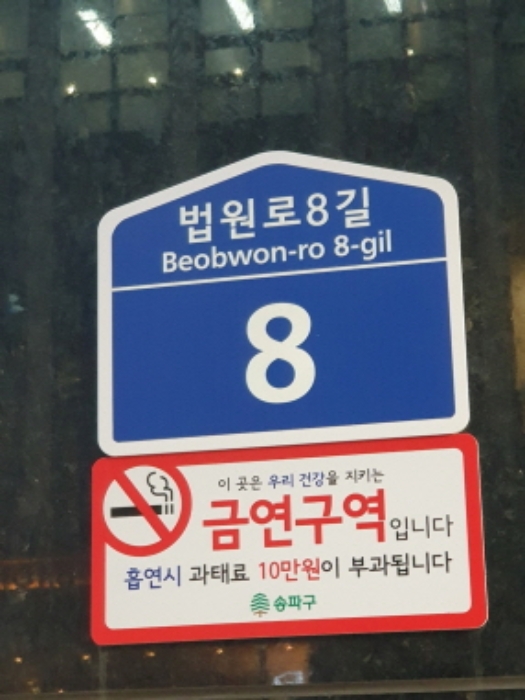 법원로8길
Beobwon-ro 8-gil
8
이 곳은 우리 건강을 지키는
금연구역입니다
흡연시 과태료 10만원이 부과됩니다
송파구